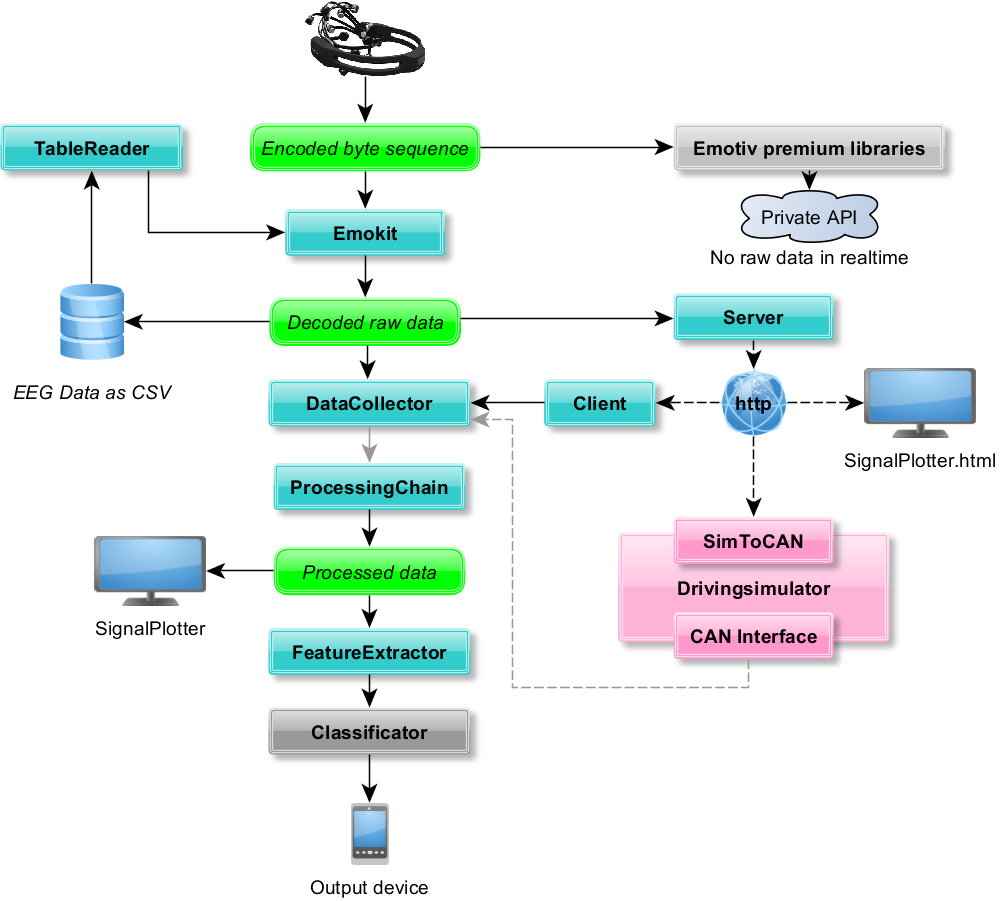 TableReader
Encoded byte sequence
Emotiv premium libraries
Private API
No raw data in realtime
Emokit
Decoded raw data
Server
EEG Data as CSV
DataCollector
Client
http
SignalPlotter.html
ProcessingChain
SimToCAN
Processed data
Drivingsimulator
SignalPlotter
CAN Interface
FeatureExtractor
Classificator
Output device